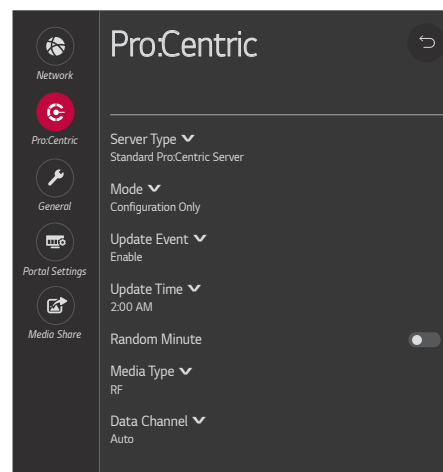 Pro:Centric
Network
Pro:Centric
General
Portal Settings
Media Share
Server Type
Standard Pro:Centric Server
Mode
Configuration Only
Update Event
Enable
Update Time
2:00 AM
Random Minute
Media Type
RF
Data Channel
Auto